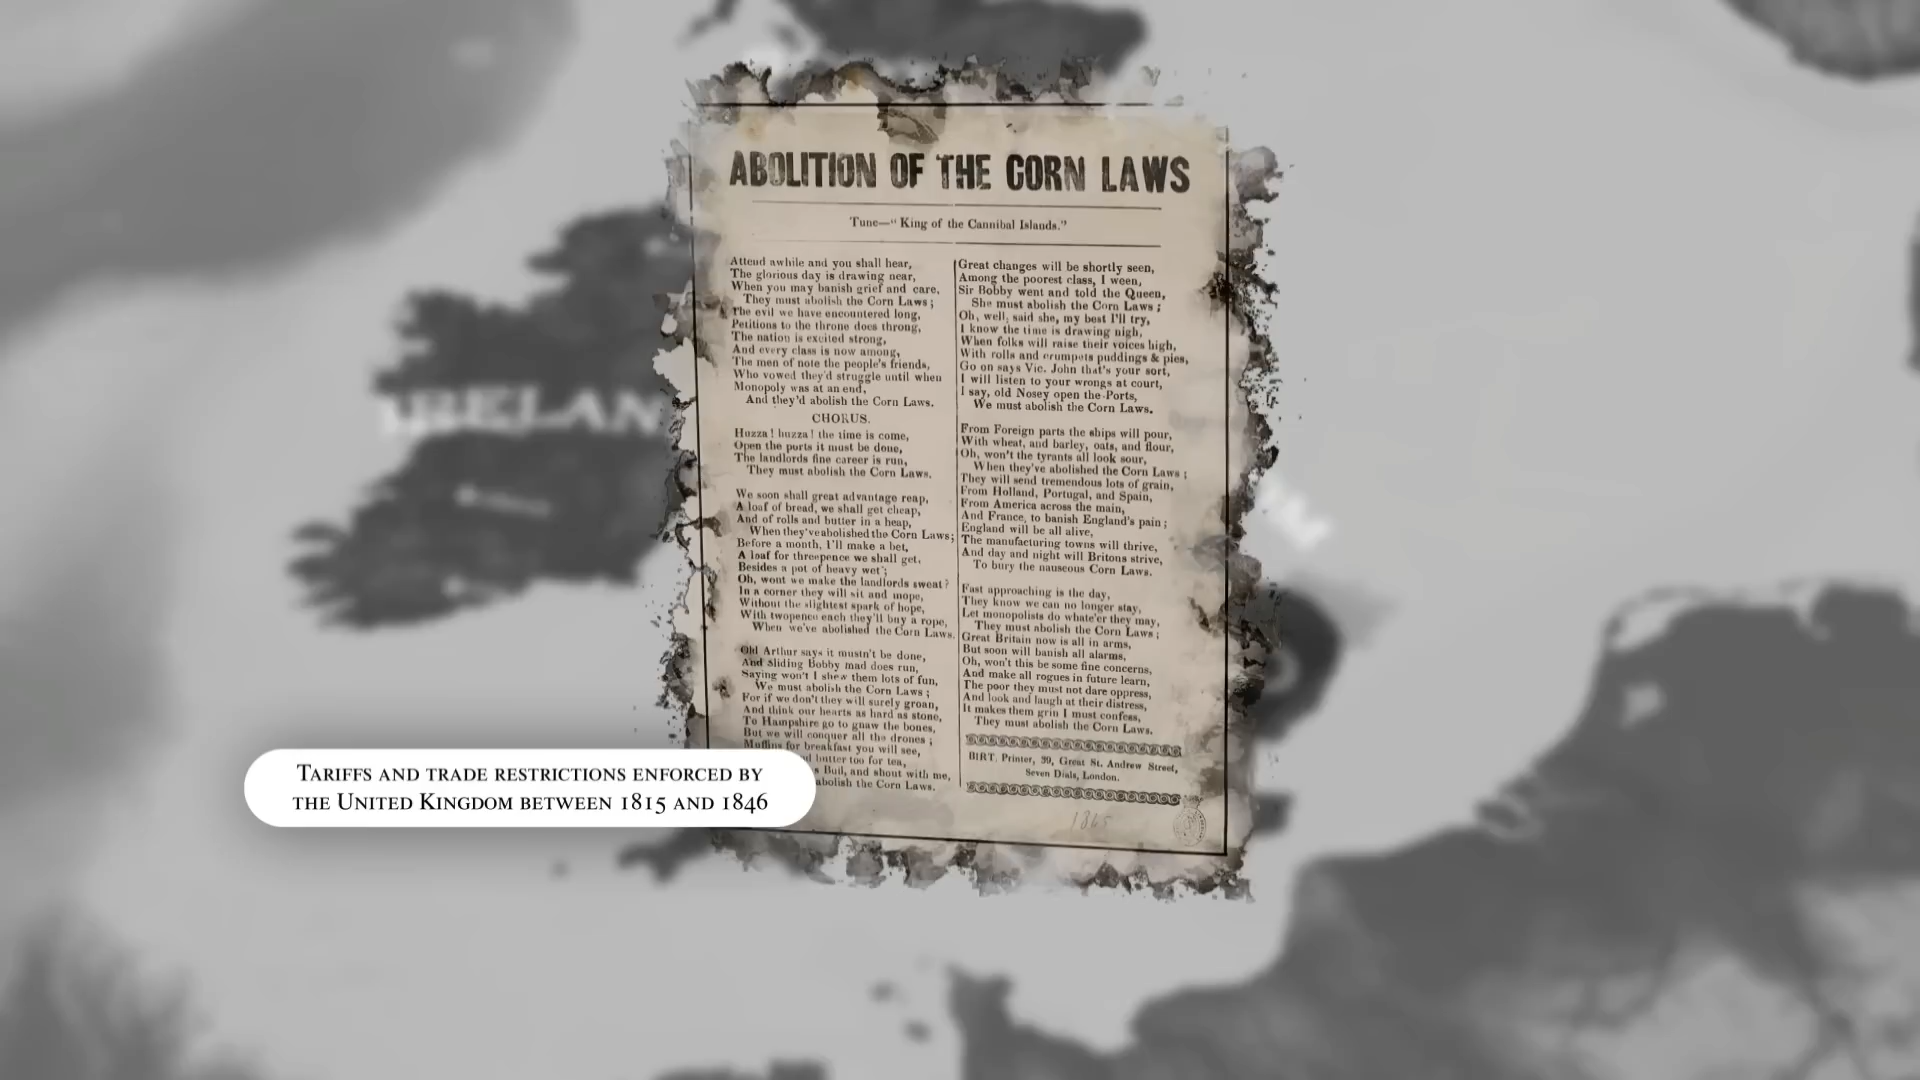 ABOLITION OF THE CORN LAWS
Tune—"King of the Cannibal Islands."
Attend awhile and you shall hear,
The glorious day is drawing near,
When you may banish grief and care,
They must abolish the Corn Laws;
The evil we have encountered long,
Petitions to the throne does throng,
The nation is excited strong,
And every class is now among,
The men of note the people's friends,
Who vowed they'd struggle until when
Monopoly was at an end,
And they'd abolish the Corn Laws.
CHORUS.
Huzza! huzza! the time is come,
Open the ports it must be done,
The landlords fine career is run,
They must abolish the Corn Laws.
We soon shall great advantage reap,
A loaf of bread, we shall get cheap,
And of rolls and butter in a heap,
When they've abolished the Corn Laws;
Before a month, I'll make a bet,
A loaf for threepence we shall get,
Besides a pot of heavy wet;
Oh, wont we make the landlords sweat?
In a corner they will sit and mope,
Without the slightest spark of hope,
With twopence each they'll buy a rope,
When we've abolished the Corn Laws.
Old Arthur says it mustn't be done,
And Sliding Bobby mad does run,
Saying won't I shew them lots of fun,
We must abolish the Corn Laws;
For if we don't they will surely groan,
And think our hearts as hard as stone,
To Hampshire go to gnaw the bones,
But we will conquer all the drones;
Muffins for breakfast you will see,
butter too for tea,
Bull, and shout with me,
abolish the Corn Laws.
Great changes will be shortly seen,
Among the poorest class, I ween,
Sir Bobby went and told the Queen,
She must abolish the Corn Laws;
Oh, well, said she, my best I'll try,
I know the time is drawing nigh,
When folks will raise their voices high,
With rolls and crumpets puddings & pies,
Go on says Vic. John that's your sort,
I will listen to your wrongs at court,
I say, old Nosey open the Ports,
We must abolish the Corn Laws.
From Foreign parts the ships will pour,
With wheat, and barley, oats, and flour,
Oh, won't the tyrants all look sour,
When they've abolished the Corn Laws;
They will send tremendous lots of grain,
From Holland, Portugal, and Spain,
From America across the main,
And France, to banish England's pain;
England will be all alive,
The manufacturing towns will thrive,
And day and night will Britons strive,
To bury the nauseous Corn Laws.
Fast approaching is the day,
They know we can no longer stay,
Let monopolists do whate'er they may,
They must abolish the Corn Laws;
Great Britain now is all in arms,
But soon will banish all alarms,
Oh, won't this be some fine concerns,
And make all rogues in future learn,
The poor they must not dare oppress,
And look and laugh at their distress,
It makes them grin I must confess,
They must abolish the Corn Laws.
BIRT, Printer, 39, Great St. Andrew Street,
Seven Dials, London.
Tariffs and trade restrictions enforced by
the United Kingdom between 1815 and 1846